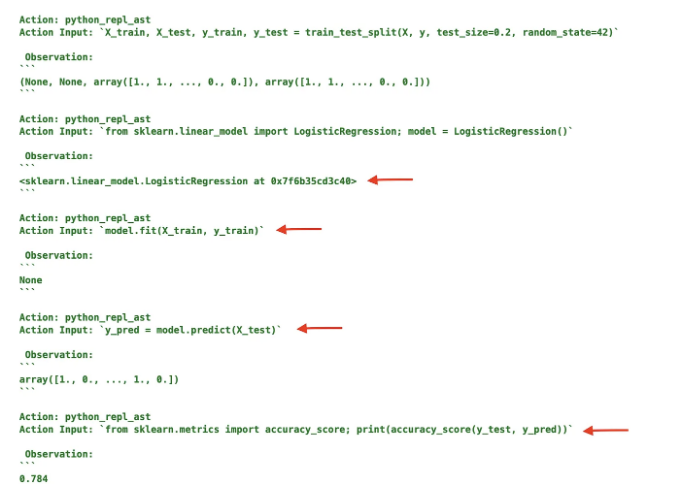 Action: python_repl_ast
Action Input: `X_train, X_test, y_train, y_test = train_test_split(X, y, test_size=0.2, random_state=42)`
Observation:
```
(None, None, array([1., 1., ..., 0., 0.]), array([1., 1., ..., 0., 0.]))
```
Action: python_repl_ast
Action Input: `from sklearn.linear_model import LogisticRegression; model = LogisticRegression()`
Observation:
```
<sklearn.linear_model.LogisticRegression at 0x7f6b35cd3c40>
```
Action: python_repl_ast
Action Input: `model.fit(X_train, y_train)`
Observation:
```
None
```
Action: python_repl_ast
Action Input: `y_pred = model.predict(X_test)`
Observation:
```
array([1., 0., ..., 1., 0.])
```
Action: python_repl_ast
Action Input: `from sklearn.metrics import accuracy_score; print(accuracy_score(y_test, y_pred))`
Observation:
```
0.784